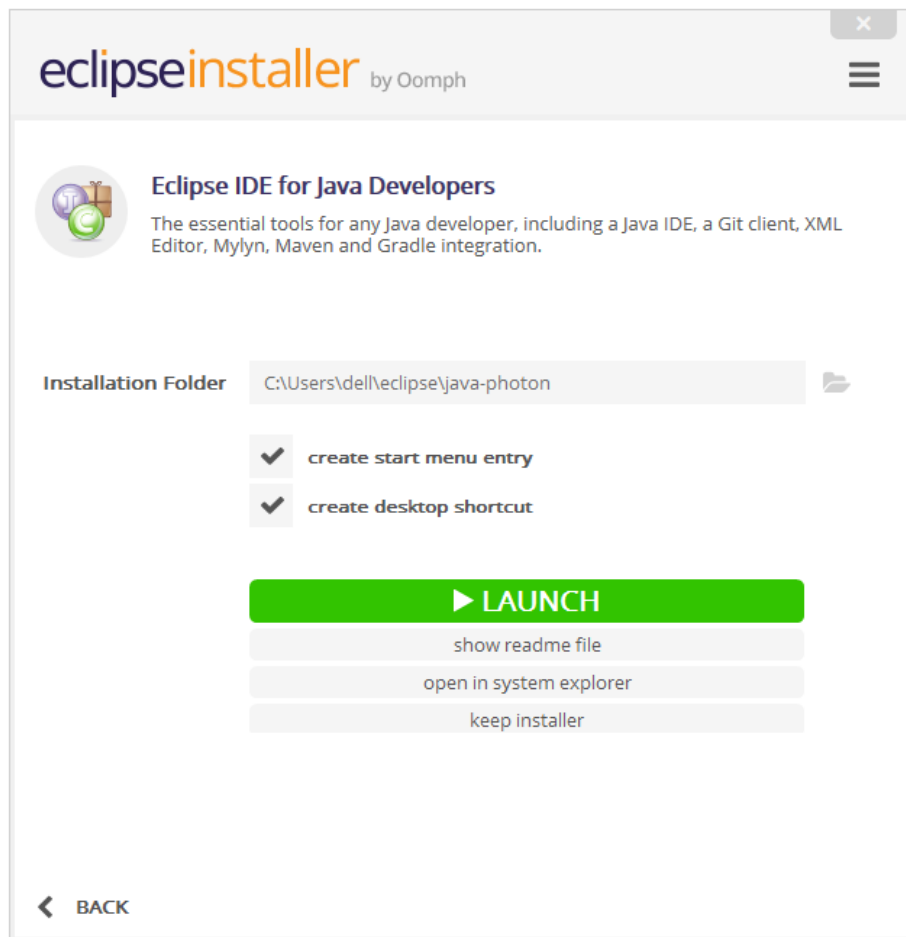 eclipseinstaller by Oomph
Eclipse IDE for Java Developers
The essential tools for any Java developer, including a Java IDE, a Git client, XML
Editor, Mylyn, Maven and Gradle integration.
Installation Folder C:\Users\dell\eclipse\java-photon
create start menu entry
create desktop shortcut
LAUNCH
show readme file
open in system explorer
keep installer
BACK